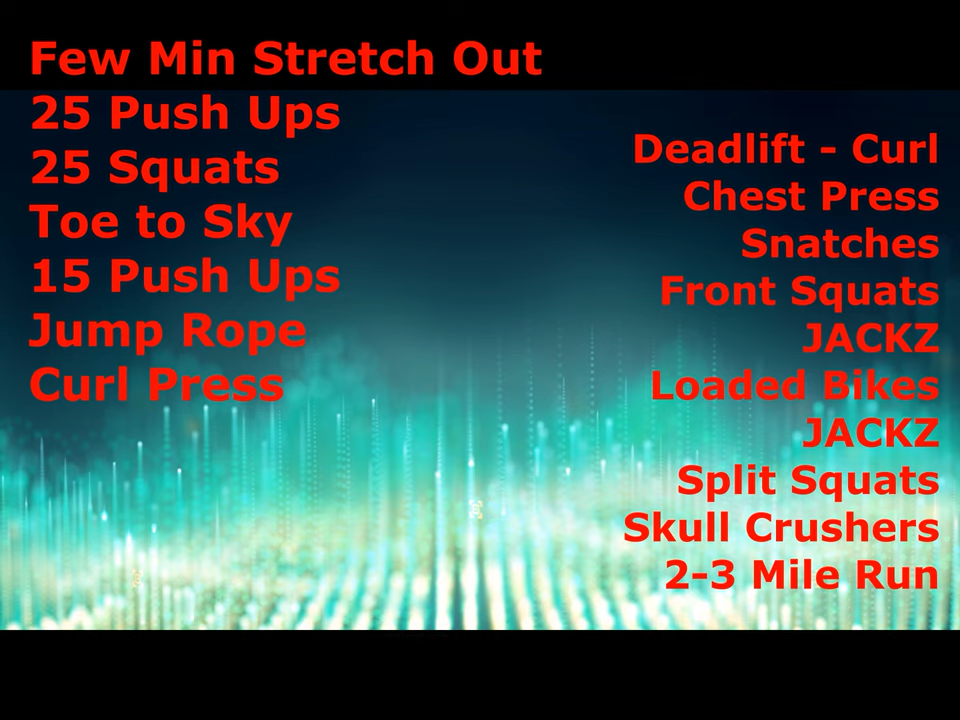 Few Min Stretch Out
25 Push Ups
25 Squats
Toe to Sky
15 Push Ups
Jump Rope
Curl Press
Deadlift - Curl
Chest Press
Snatches
Front Squats
JACKZ
Loaded Bikes
JACKZ
Split Squats
Skull Crushers
2-3 Mile Run